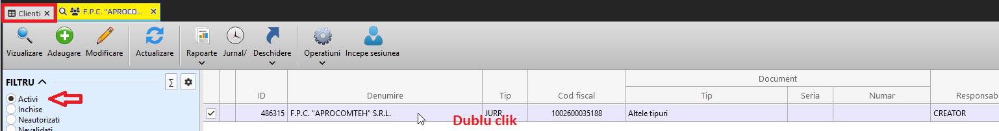 Clienti
F.P.C. "APROCO...
Vizualizare Adaugare Modificare Actualizare Rapoarte Jurnal/ Deschidere Operatiuni Incepe sesiunea
FILTRU ∑
Activi
Inchise
Neautorizati
Nevalidati
Document
ID Denumire Tip Cod fiscal Tip Seria Numar Responsab
486315 F.P.C. "APROCOMTEH" S.R.L. JURR 1002600035188 Altele tipuri CREATOR
Dublu clik